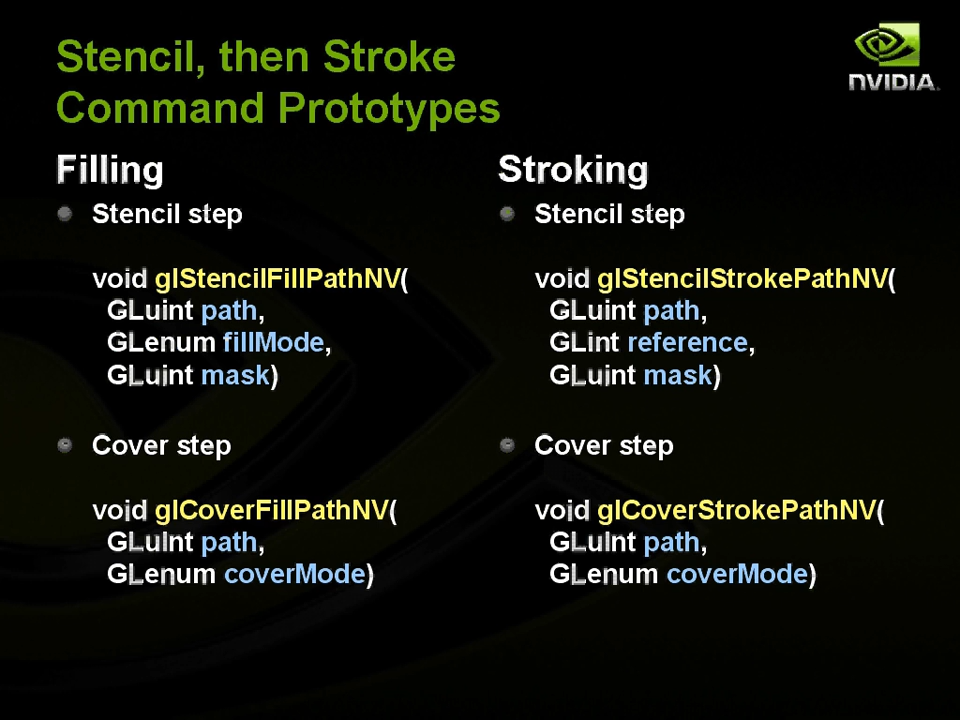 Stencil, then Stroke
Command Prototypes
NVIDIA.
Filling
Stencil step
void glStencilFillPathNV(
GLuint path,
GLenum fillMode,
GLuint mask)
Cover step
void glCoverFillPathNV(
GLuint path,
GLenum coverMode)
Stroking
Stencil step
void glStencilStrokePathNV(
GLuint path,
GLint reference,
GLuint mask)
Cover step
void glCoverStrokePathNV(
GLuint path,
GLenum coverMode)